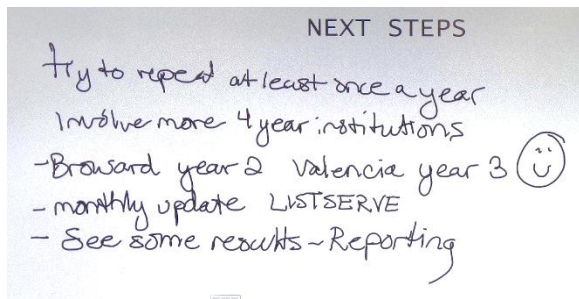 NEXT STEPS
try to repeat at least once a year
Involve more 4 year institutions
- Broward year 2 Valencia year 3
- monthly update LISTSERVE
- See some results ~ Reporting